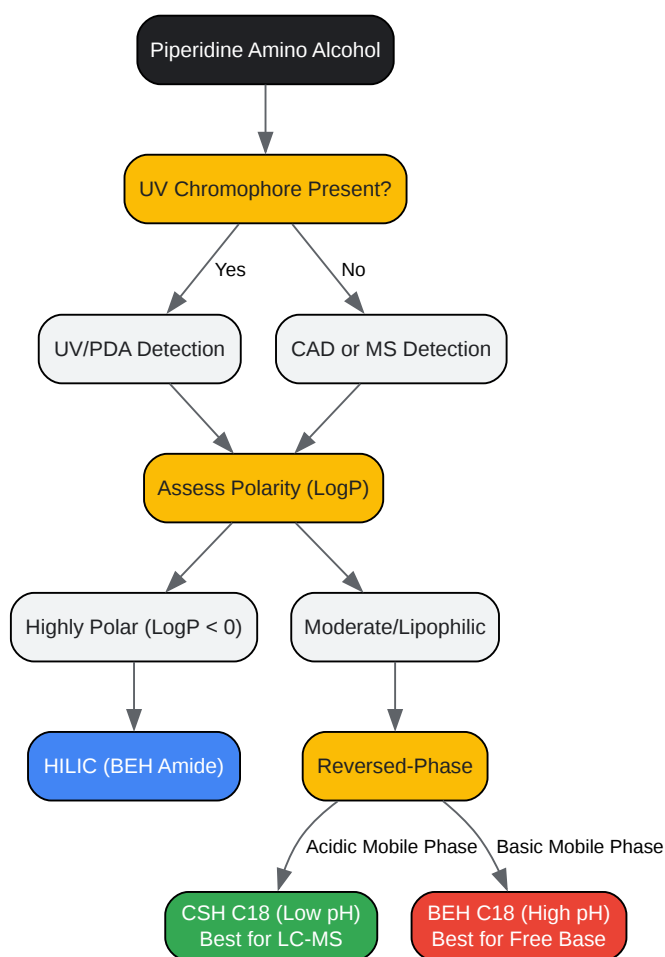 Piperidine Amino Alcohol
UV Chromophore Present?
Yes
No
UV/PDA Detection
CAD or MS Detection
Assess Polarity (LogP)
Highly Polar (LogP < 0)
Moderate/Lipophilic
HILIC (BEH Amide)
Reversed-Phase
Acidic Mobile Phase
Basic Mobile Phase
CSH C18 (Low pH)
Best for LC-MS
BEH C18 (High pH)
Best for Free Base